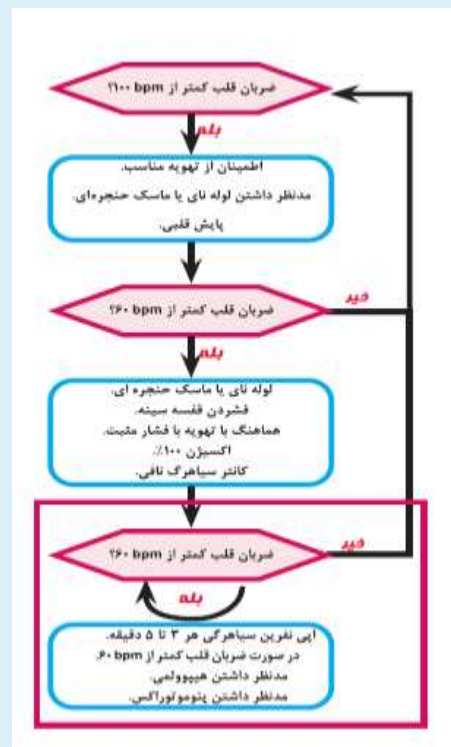 ضربان قلب کمتر از ۱۰۰ bpm؟
بله
اطمینان از تهویه مناسب.
مدنظر داشتن لوله نای یا ماسک حنجره‌ای.
پایش قلبی.
ضربان قلب کمتر از ۶۰ bpm؟
خیر
بله
لوله نای یا ماسک حنجره ای.
فشردن قفسه سینه.
هماهنگ با تهویه با فشار مثبت.
اکسیژن ۱۰۰٪.
کاتتر سیاهرگ نافی.
ضربان قلب کمتر از ۶۰ bpm؟
خیر
بله
اپی نفرین سیاهرگی هر ۳ تا ۵ دقیقه.
در صورت ضربان قلب کمتر از ۶۰ bpm.
مدنظر داشتن هیپوولمی.
مدنظر داشتن پنوموتوراکس.